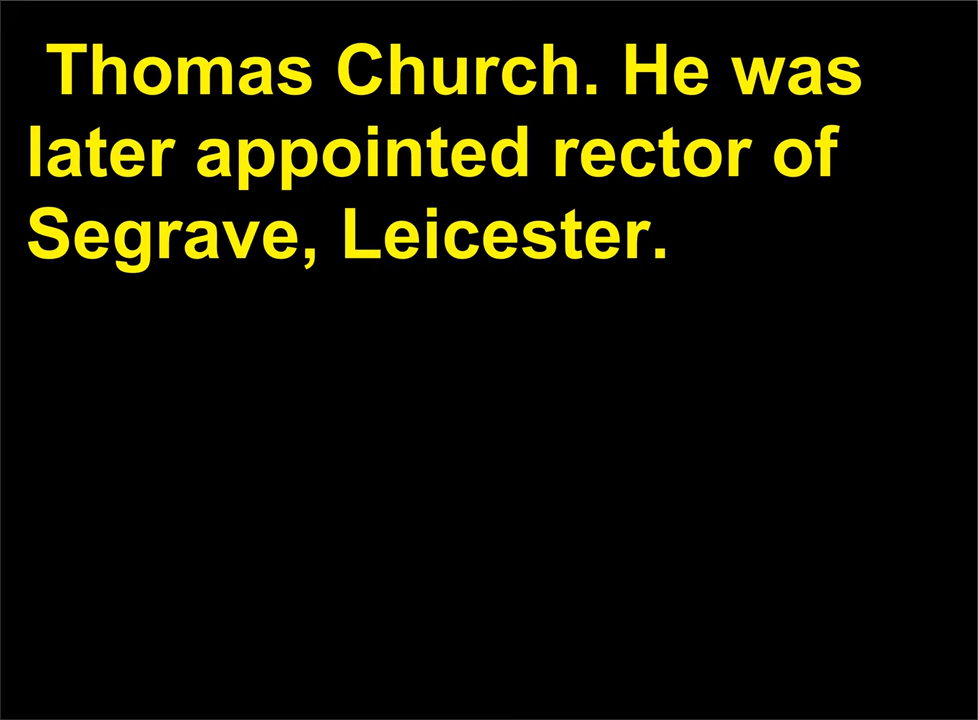 Thomas Church. He was
later appointed rector of
Segrave, Leicester.